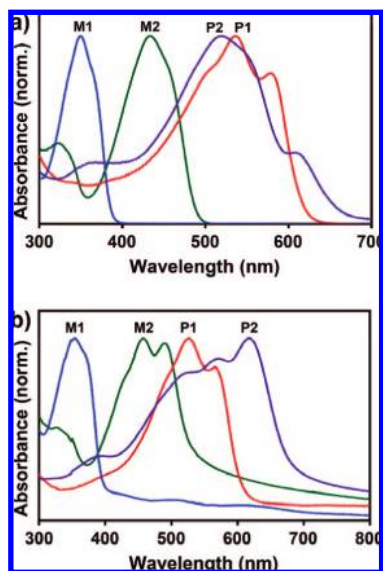 a)
M1 M2 P2 P1
Absorbance (norm.)
300 400 500 600 700
Wavelength (nm)
b)
M1 M2 P1 P2
Absorbance (norm.)
300 400 500 600 700 800
Wavelength (nm)